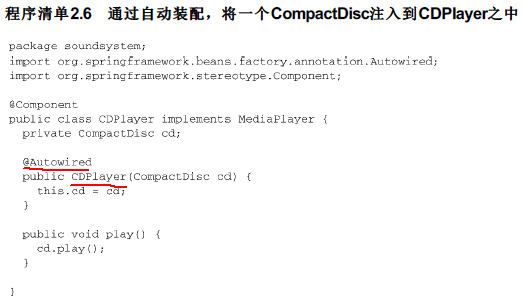 程序清单2.6 通过自动装配，将一个CompactDisc注入到CDPlayer之中
package soundsystem;
import org.springframework.beans.factory.annotation.Autowired;
import org.springframework.stereotype.Component;
@Component
public class CDPlayer implements MediaPlayer {
private CompactDisc cd;
@Autowired
public CDPlayer(CompactDisc cd) {
this.cd = cd;
}
public void play() {
cd.play();
}
}